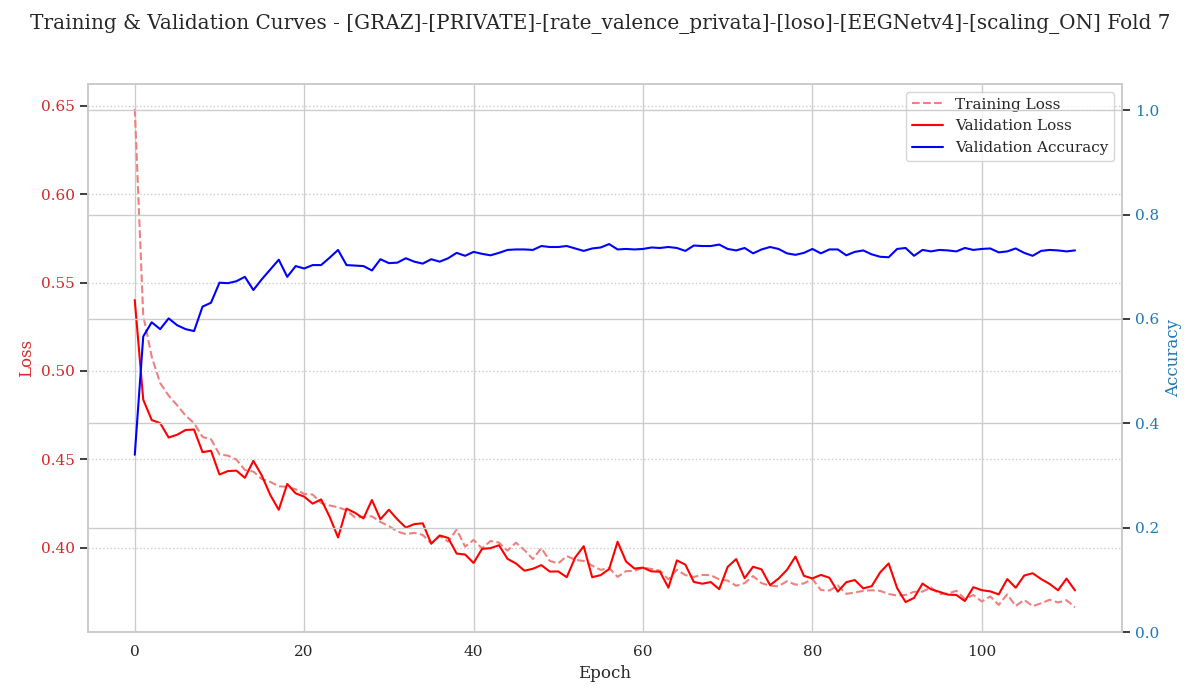 Training & Validation Curves - [GRAZ]-[PRIVATE]-[rate_valence_privata]-[loso]-[EEGNetv4]-[scaling_ON] Fold 7
Training Loss
Validation Loss
Validation Accuracy
Loss
0.65
0.60
0.55
0.50
0.45
0.40
1.0
0.8
0.6
0.4
0.2
0.0
Accuracy
0
20
40
60
80
100
Epoch